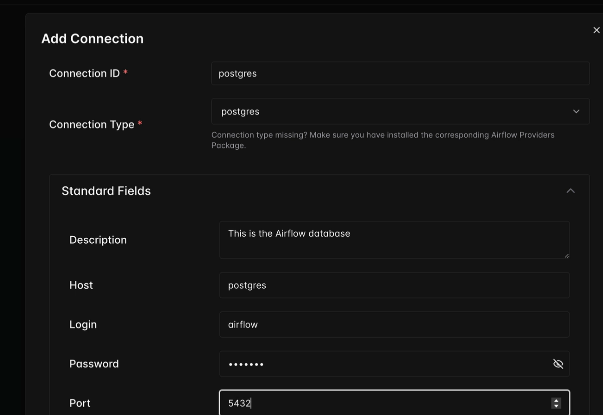 Add Connection
Connection ID *
postgres
Connection Type *
postgres
Connection type missing? Make sure you have installed the corresponding Airflow Providers
Package.
Standard Fields
Description
This is the Airflow database
Host
postgres
Login
airflow
Password
•••••••
Port
5432